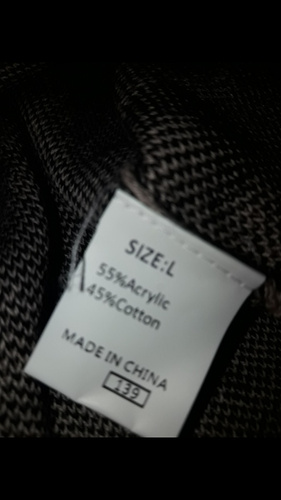 SIZE:L
55%Acrylic
45%Cotton
MADE IN CHINA
139